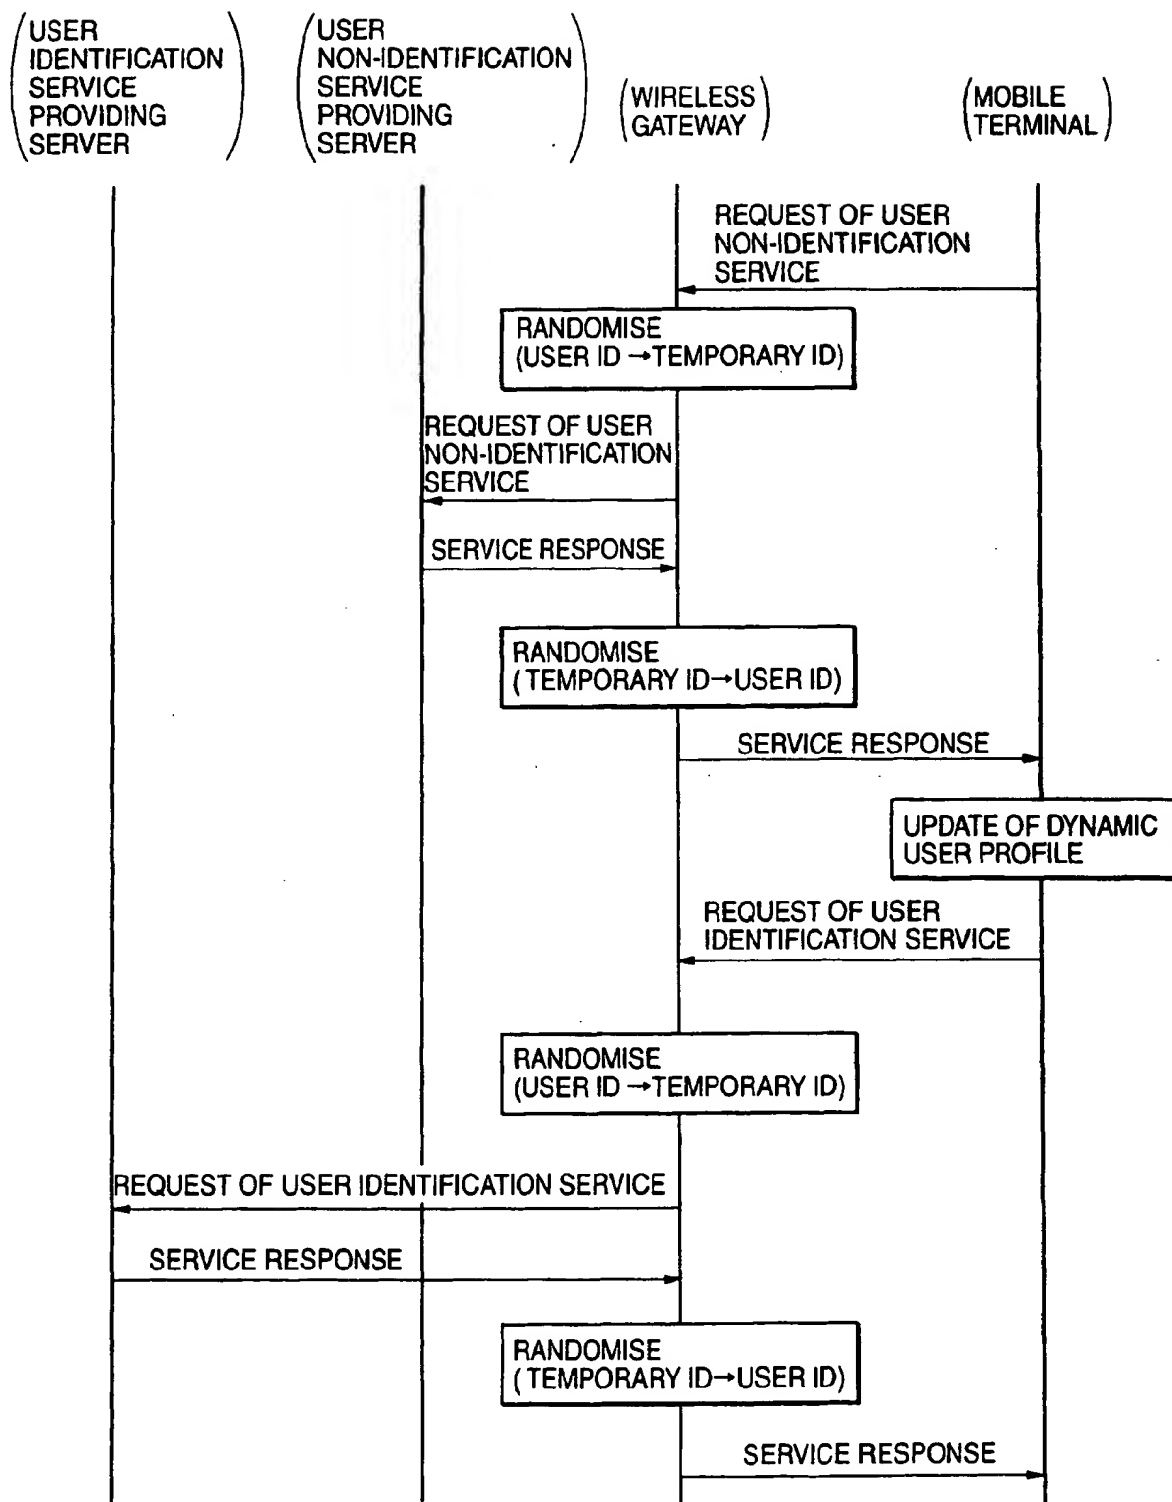 (USER
IDENTIFICATION
SERVICE
PROVIDING
SERVER)
(USER
NON-IDENTIFICATION
SERVICE
PROVIDING
SERVER)
(WIRELESS
GATEWAY)
(MOBILE
TERMINAL)
REQUEST OF USER
NON-IDENTIFICATION
SERVICE
RANDOMISE
(USER ID→TEMPORARY ID)
REQUEST OF USER
NON-IDENTIFICATION
SERVICE
SERVICE RESPONSE
RANDOMISE
(TEMPORARY ID→USER ID)
SERVICE RESPONSE
UPDATE OF DYNAMIC
USER PROFILE
REQUEST OF USER
IDENTIFICATION SERVICE
RANDOMISE
(USER ID→TEMPORARY ID)
REQUEST OF USER IDENTIFICATION SERVICE
SERVICE RESPONSE
RANDOMISE
(TEMPORARY ID→USER ID)
SERVICE RESPONSE